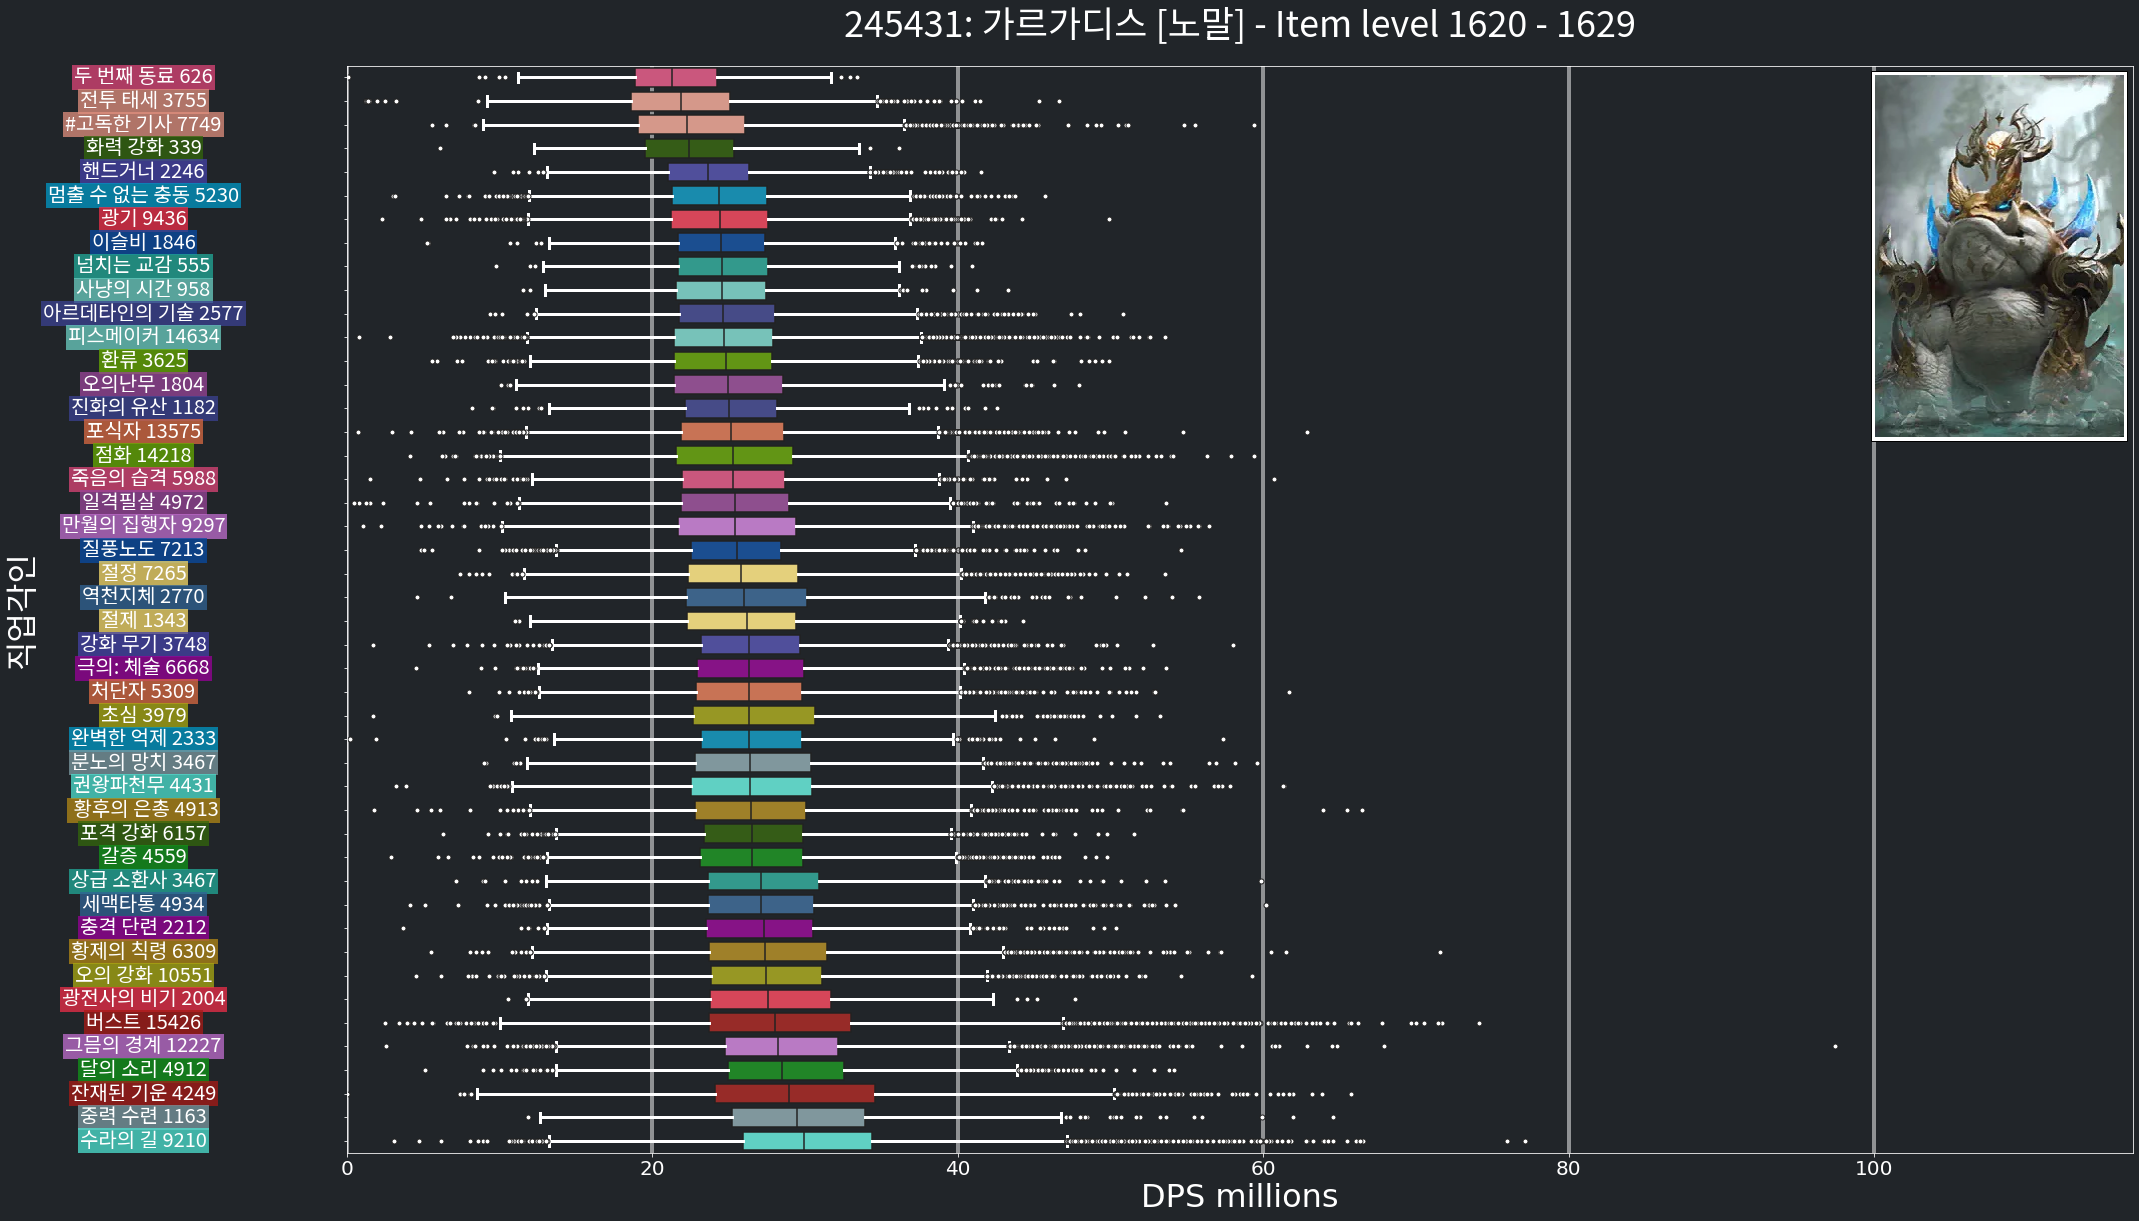 245431: 가르가디스 [노말] - Item level 1620 - 1629
두 번째 동료 626
전투 태세 3755
#고독한 기사 7749
화력 강화 339
핸드거너 2246
멈출 수 없는 충동 5230
광기 9436
이슬비 1846
넘치는 교감 555
사냥의 시간 958
아르데타인의 기술 2577
피스메이커 14634
환류 3625
오의난무 1804
진화의 유산 1182
포식자 13575
점화 14218
죽음의 습격 5988
일격필살 4972
만월의 집행자 9297
질풍노도 7213
절정 7265
역천지체 2770
절제 1343
강화 무기 3748
극의: 체술 6668
처단자 5309
초심 3979
완벽한 억제 2333
분노의 망치 3467
권왕파천무 4431
황후의 은총 4913
포격 강화 6157
갈증 4559
상급 소환사 3467
세맥타통 4934
충격 단련 2212
황제의 칙령 6309
오의 강화 10551
광전사의 비기 2004
버스트 15426
그믐의 경계 12227
달의 소리 4912
잔재된 기운 4249
중력 수련 1163
수라의 길 9210
직업각인
0 20 40 60 80 100
DPS millions